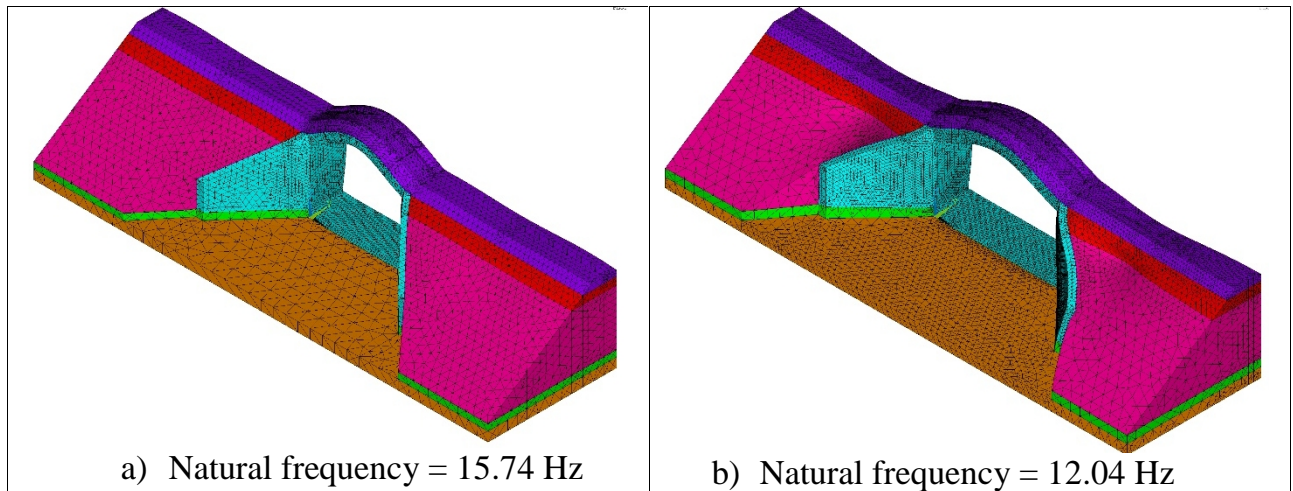 a) Natural frequency = 15.74 Hz
b) Natural frequency = 12.04 Hz